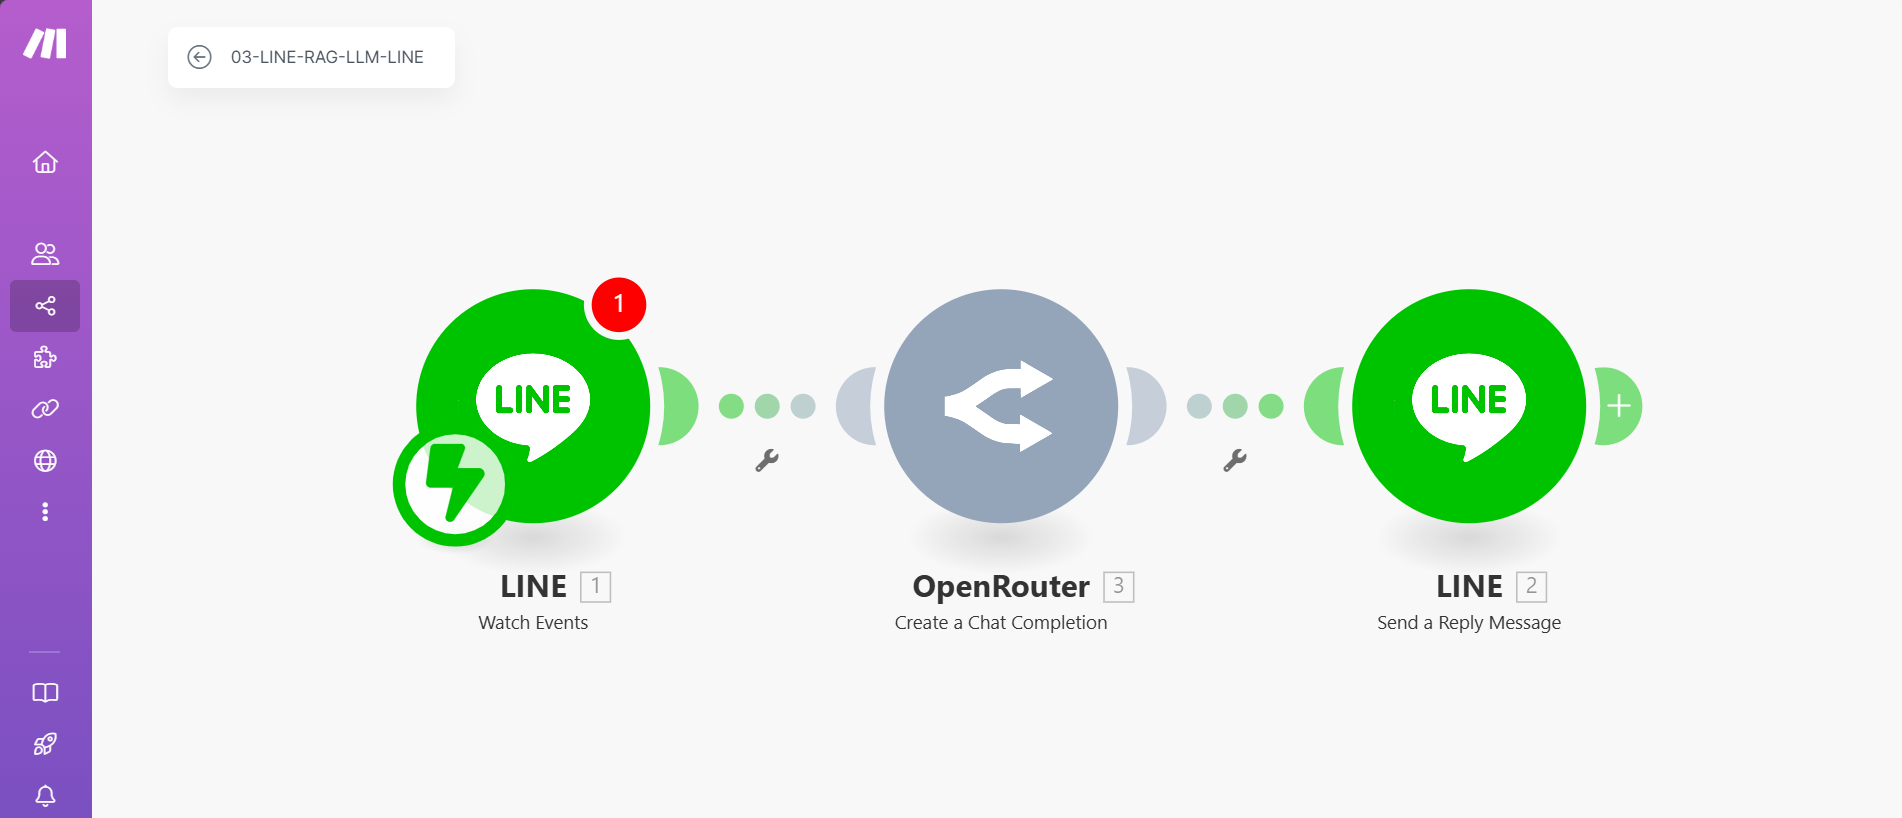 03-LINE-RAG-LLM-LINE
1
LINE
LINE
LINE 1
Watch Events
OpenRouter 3
Create a Chat Completion
LINE 2
Send a Reply Message